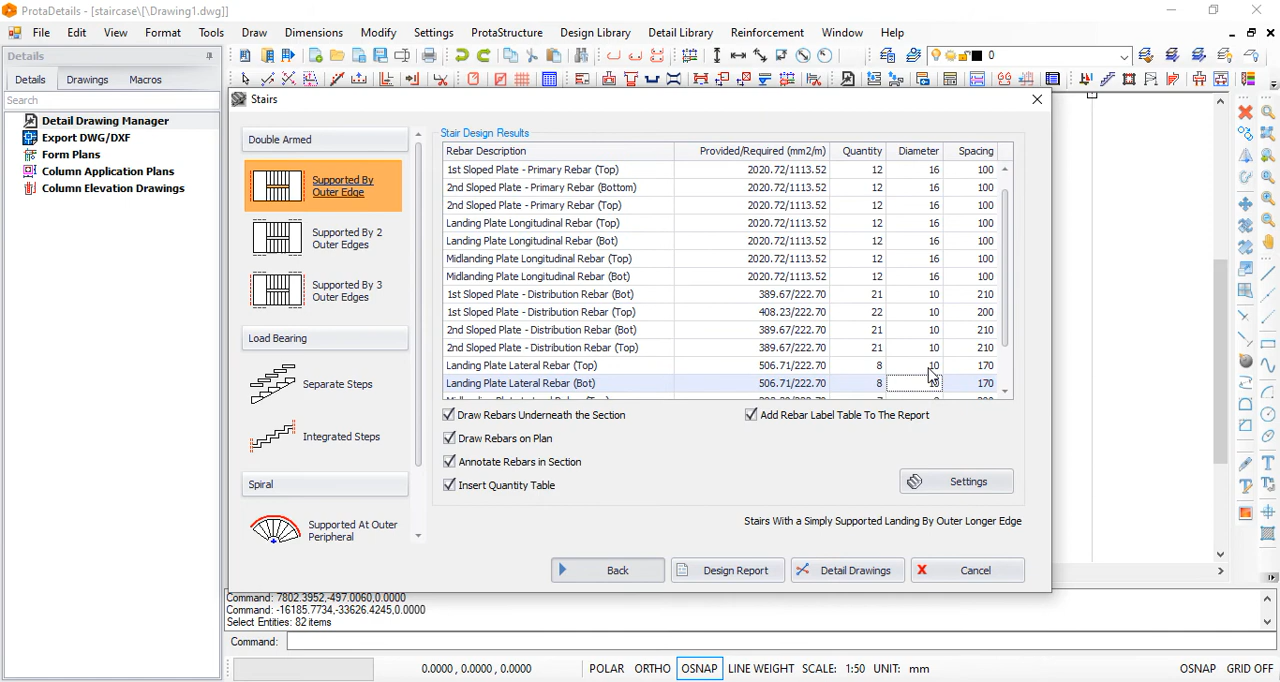 ProtaDetails - [staircase\[\Drawing1.dwg]]
File Edit View Format Tools Draw Dimensions Modify Settings ProtaStructure Design Library Detail Library Reinforcement Window Help
Details
0
Details Drawings Macros
Search
Detail Drawing Manager
Export DWG/DXF
Form Plans
Column Application Plans
Column Elevation Drawings
Stairs
Double Armed
Supported By
Outer Edge
Supported By 2
Outer Edges
Supported By 3
Outer Edges
Load Bearing
Separate Steps
Integrated Steps
Spiral
Supported At Outer
Peripheral
Stair Design Results
Rebar Description Provided/Required (mm2/m) Quantity Diameter Spacing
1st Sloped Plate - Primary Rebar (Top) 2020.72/1113.52 12 16 100
2nd Sloped Plate - Primary Rebar (Bottom) 2020.72/1113.52 12 16 100
2nd Sloped Plate - Primary Rebar (Top) 2020.72/1113.52 12 16 100
Landing Plate Longitudinal Rebar (Top) 2020.72/1113.52 12 16 100
Landing Plate Longitudinal Rebar (Bot) 2020.72/1113.52 12 16 100
Midlanding Plate Longitudinal Rebar (Top) 2020.72/1113.52 12 16 100
Midlanding Plate Longitudinal Rebar (Bot) 2020.72/1113.52 12 16 100
1st Sloped Plate - Distribution Rebar (Bot) 389.67/222.70 21 10 210
1st Sloped Plate - Distribution Rebar (Top) 408.23/222.70 22 10 200
2nd Sloped Plate - Distribution Rebar (Bot) 389.67/222.70 21 10 210
2nd Sloped Plate - Distribution Rebar (Top) 389.67/222.70 21 10 210
Landing Plate Lateral Rebar (Top) 506.71/222.70 8 10 170
Landing Plate Lateral Rebar (Bot) 506.71/222.70 8 10 170
Draw Rebars Underneath the Section
Add Rebar Label Table To The Report
Draw Rebars on Plan
Annotate Rebars in Section
Insert Quantity Table
Settings
Stairs With a Simply Supported Landing By Outer Longer Edge
Back Design Report Detail Drawings Cancel
Command: 7802.3952,-497.0060,0.0000
Command: -16185.7734,-33626.4245,0.0000
Select Entities: 82 items
Command:
0.0000 , 0.0000 , 0.0000 POLAR ORTHO OSNAP LINE WEIGHT SCALE: 1:50 UNIT: mm OSNAP GRID OFF